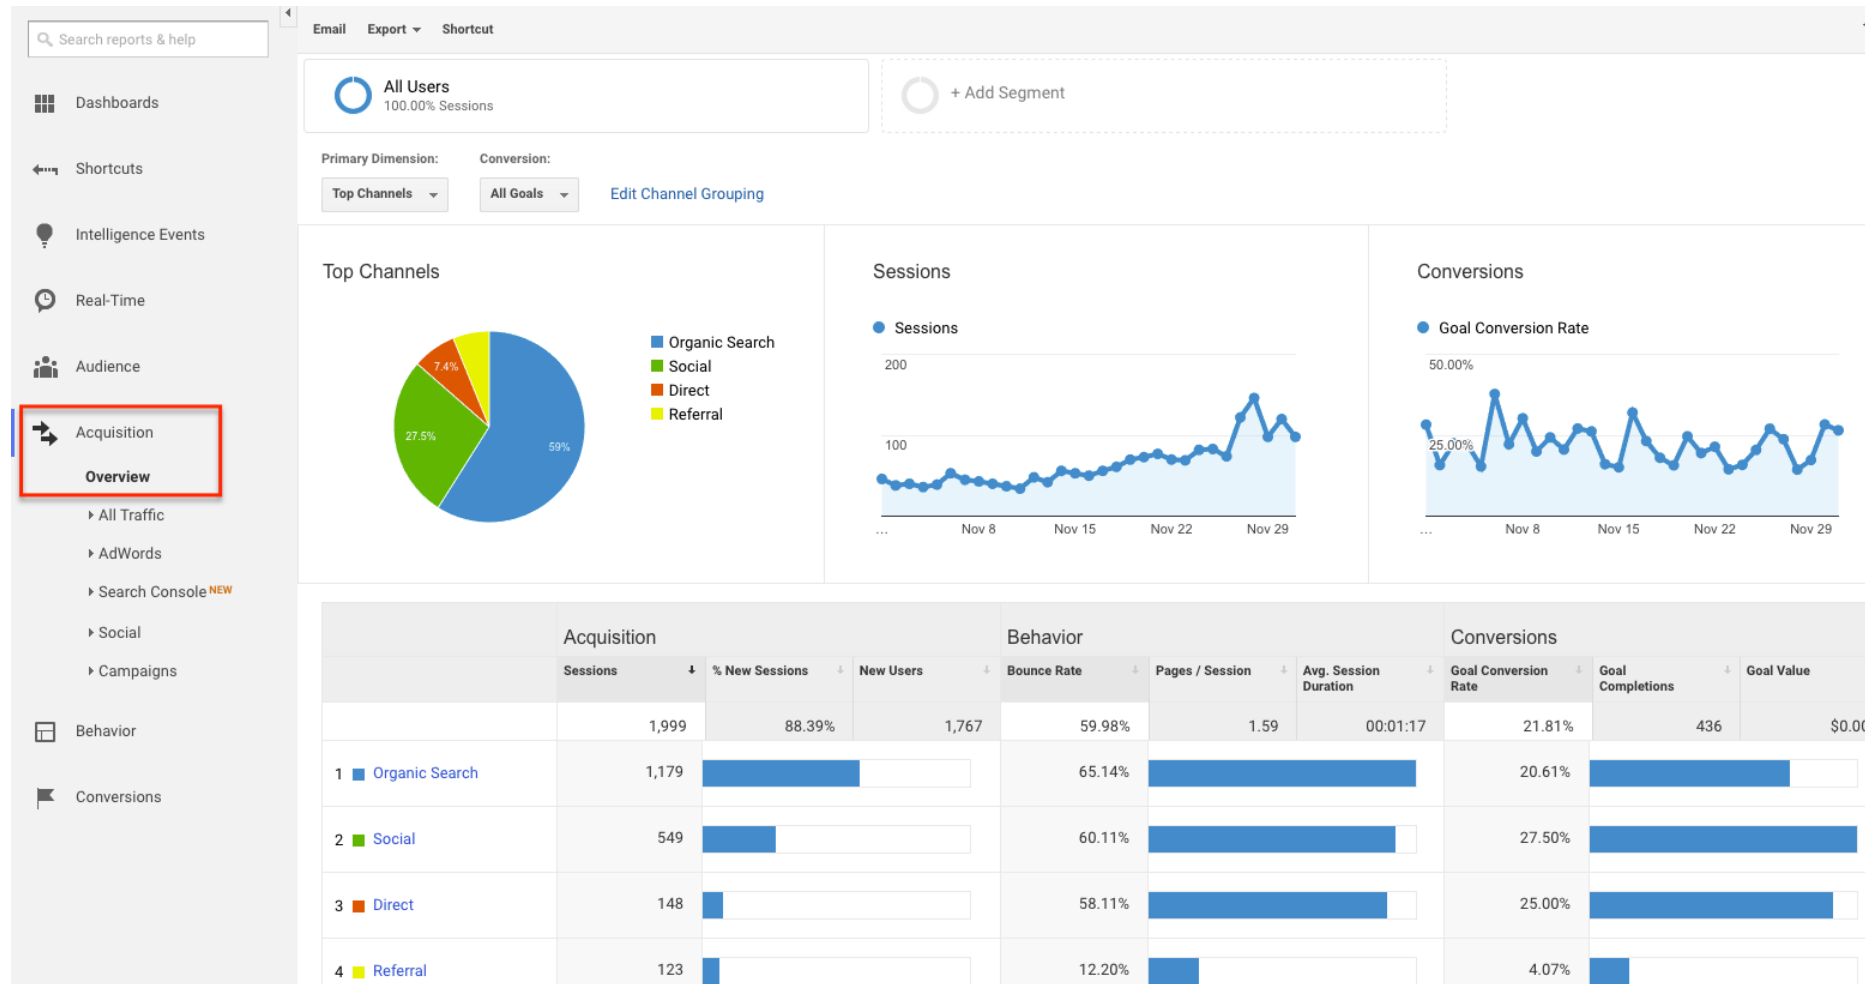 Search reports & help
Dashboards
Shortcuts
Intelligence Events
Real-Time
Audience
Acquisition
Overview
All Traffic
AdWords
Search Console NEW
Social
Campaigns
Behavior
Conversions
Email Export Shortcut
All Users
100.00% Sessions
+ Add Segment
Primary Dimension: Conversion:
Top Channels All Goals Edit Channel Grouping
Top Channels
Organic Search
Social
Direct
Referral
7.4%
27.5%
59%
Sessions
Sessions
200
100
... Nov 8 Nov 15 Nov 22 Nov 29
Conversions
Goal Conversion Rate
50.00%
25.00%
... Nov 8 Nov 15 Nov 22 Nov 29
Acquisition Behavior Conversions
Sessions % New Sessions New Users Bounce Rate Pages / Session Avg. Session Duration Goal Conversion Rate Goal Completions Goal Value
1,999 88.39% 1,767 59.98% 1.59 00:01:17 21.81% 436 $0.00
1 Organic Search 1,179 65.14% 20.61%
2 Social 549 60.11% 27.50%
3 Direct 148 58.11% 25.00%
4 Referral 123 12.20% 4.07%